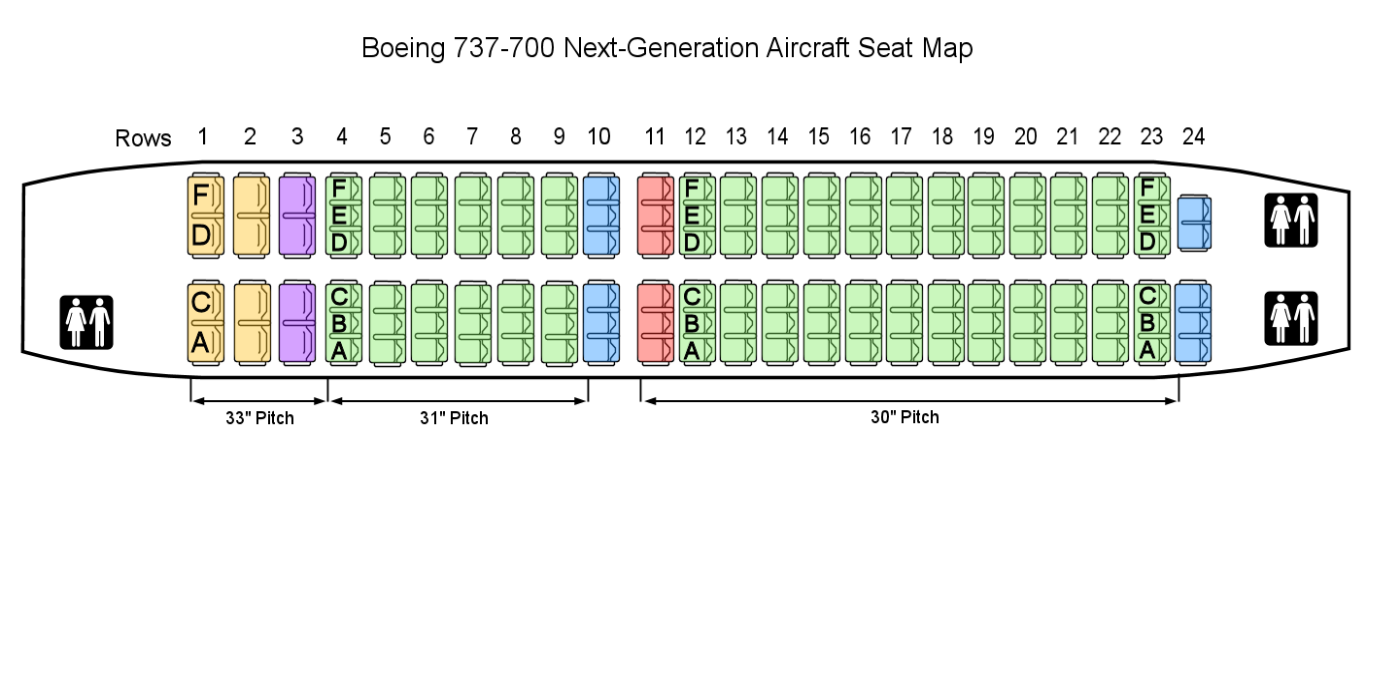 Boeing 737-700 Next-Generation Aircraft Seat Map
Rows 1 2 3 4 5 6 7 8 9 10 11 12 13 14 15 16 17 18 19 20 21 22 23 24
F F F F
E E E
D D D D
C C C C
B B B
A A A A
33" Pitch 31" Pitch 30" Pitch